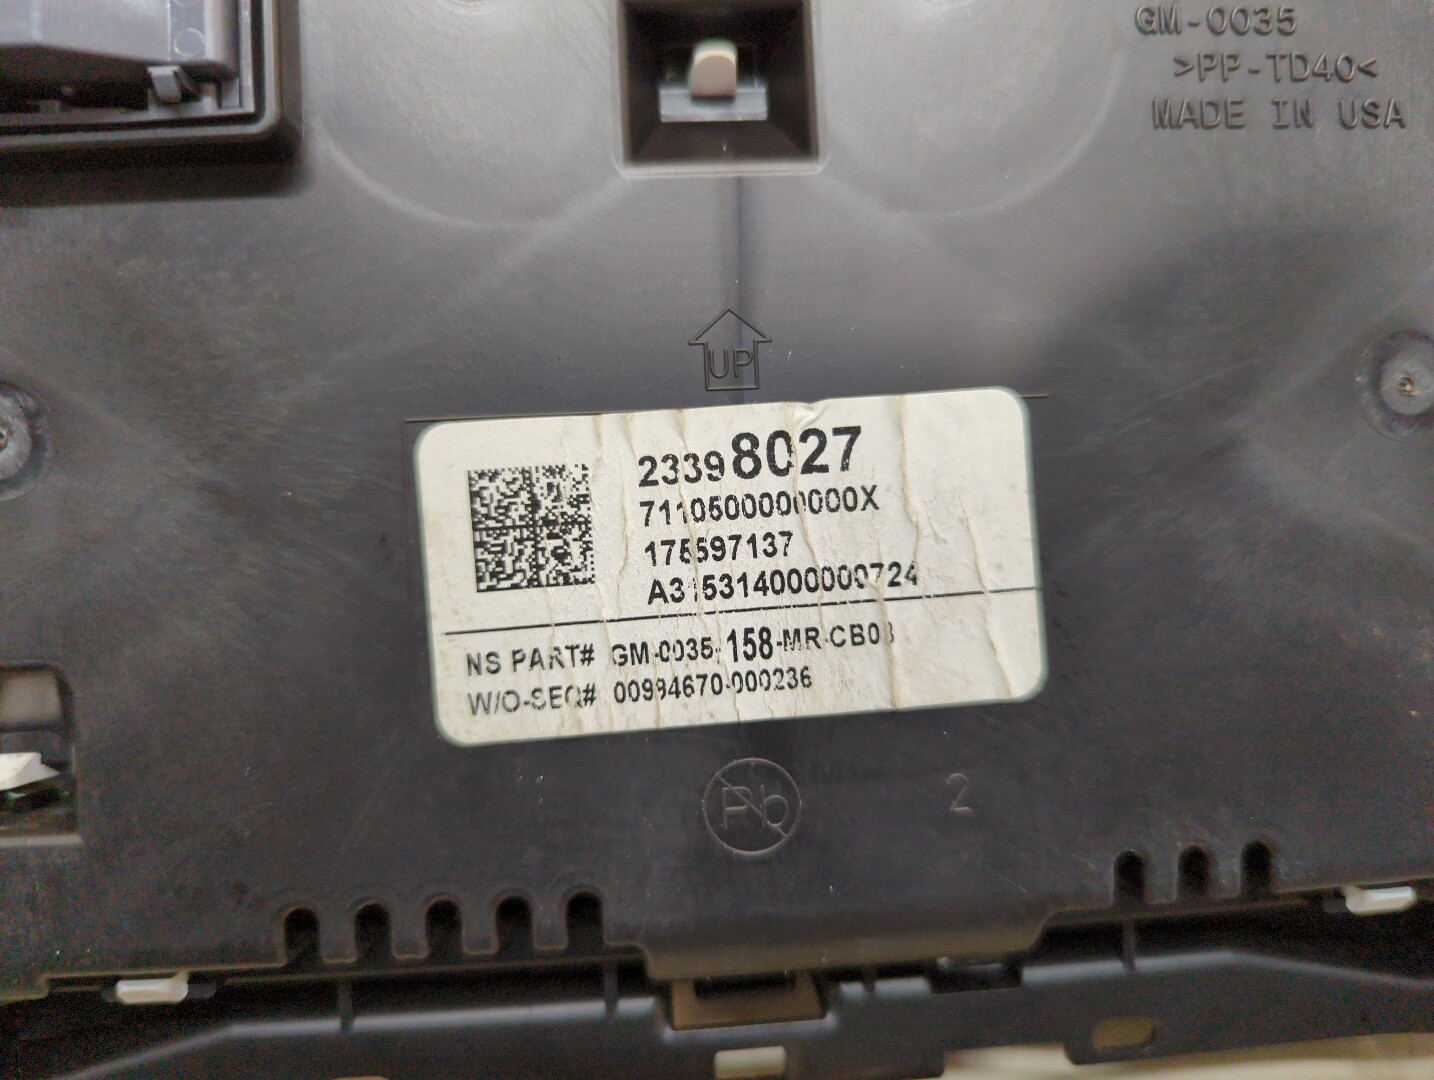 GM-0035
>PP-TD40<
MADE IN USA
UP
23398027
7110500000000X
175597137
A315314000000724
NS PART# GM-0035-158-MR-CB03
W/O-SEQ# 00994670-000236
Pb
2